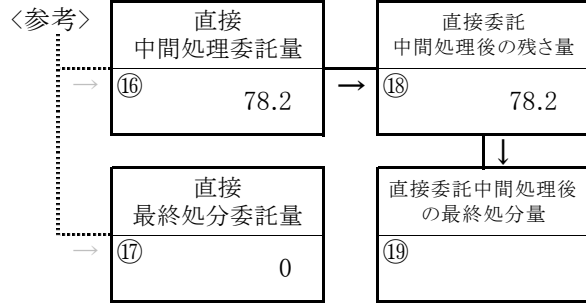 〈参考〉
直接
中間処理委託量
⑯
78.2
→
→
直接委託
中間処理後の残さ量
⑱
78.2
↓
直接
最終処分委託量
⑰
0
→
直接委託中間処理後
の最終処分量
⑲